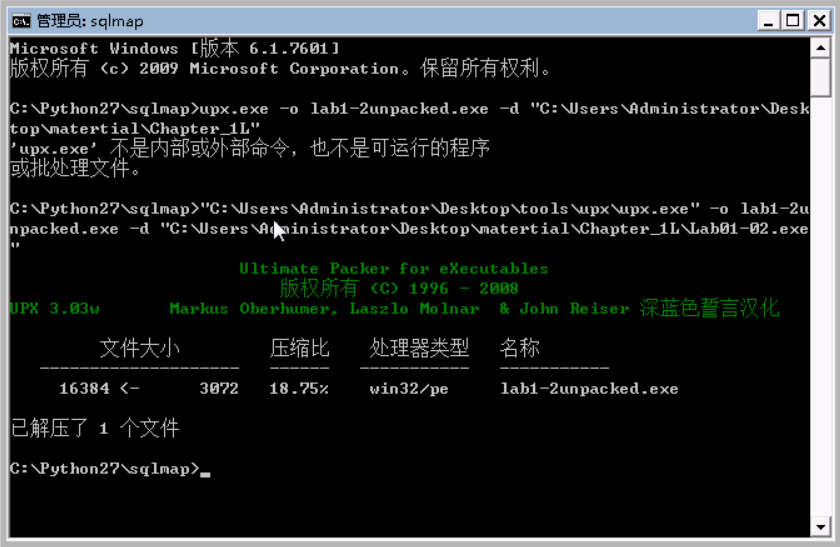 管理员: sqlmap
Microsoft Windows [版本 6.1.7601]
版权所有 (c) 2009 Microsoft Corporation。保留所有权利。
C:\Python27\sqlmap>upx.exe -o lab1-2unpacked.exe -d "C:\Users\Administrator\Desk
top\matertial\Chapter_1L"
'upx.exe' 不是内部或外部命令，也不是可运行的程序
或批处理文件。
C:\Python27\sqlmap>"C:\Users\Administrator\Desktop\tools\upx\upx.exe" -o lab1-2u
npacked.exe -d "C:\Users\Administrator\Desktop\matertial\Chapter_1L\Lab01-02.exe
"
Ultimate Packer for eXecutables
版权所有 (C) 1996 - 2008
UPX 3.03w Markus Oberhumer, Laszlo Molnar & John Reiser 深蓝色誓言汉化
文件大小 压缩比 处理器类型 名称
-------------------- ------ ----------- -----------
16384 <- 3072 18.75% win32/pe lab1-2unpacked.exe
已解压了 1 个文件
C:\Python27\sqlmap>_